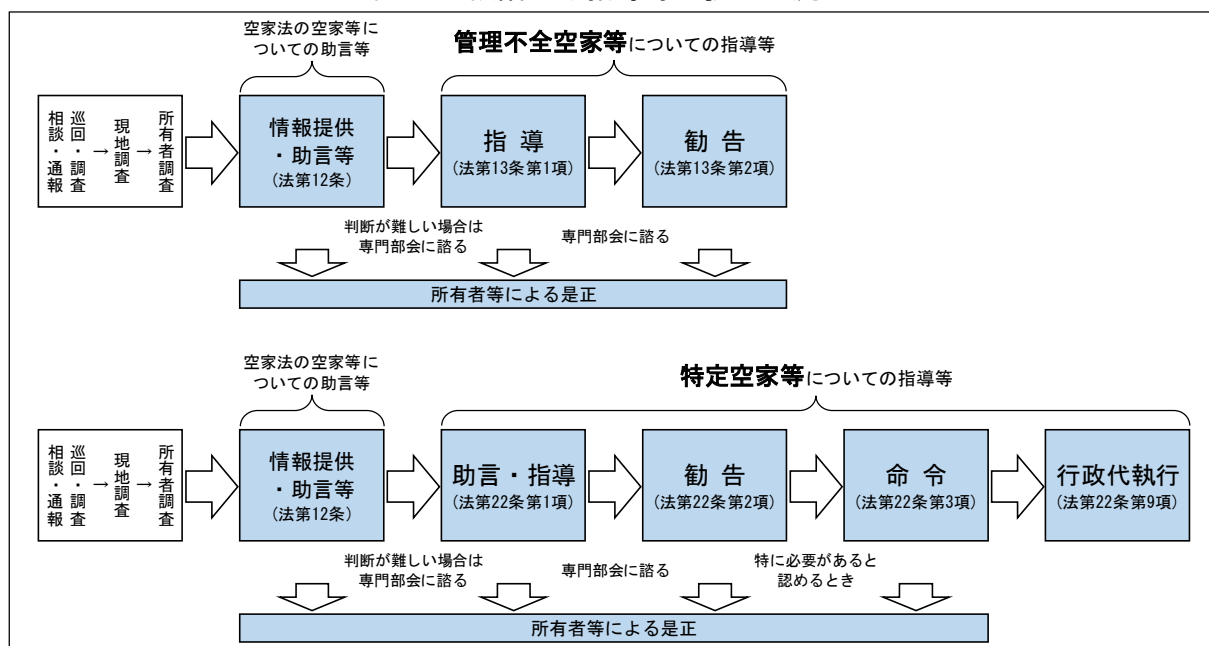 空家法の空家等に
ついての助言等
管理不全空家等についての指導等
相談・通報
巡回・調査
→
現地調査
→
所有者調査
情報提供
・助言等
(法第12条)
指 導
(法第13条第1項)
勧 告
(法第13条第2項)
判断が難しい場合は
専門部会に諮る
専門部会に諮る
所有者等による是正
空家法の空家等に
ついての助言等
特定空家等についての指導等
相談・通報
巡回・調査
→
現地調査
→
所有者調査
情報提供
・助言等
(法第12条)
助言・指導
(法第22条第1項)
勧 告
(法第22条第2項)
命 令
(法第22条第3項)
行政代執行
(法第22条第9項)
判断が難しい場合は
専門部会に諮る
専門部会に諮る
特に必要があると
認めるとき
所有者等による是正